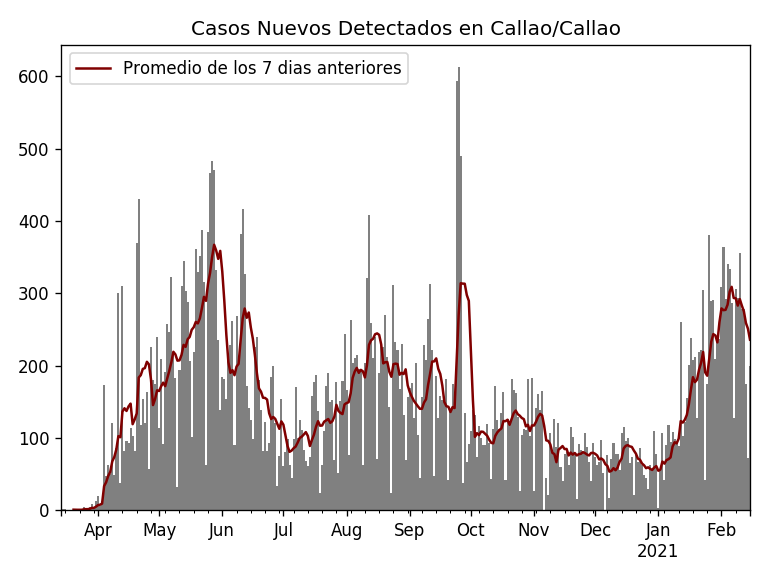 Casos Nuevos Detectados en Callao/Callao
Promedio de los 7 dias anteriores
600
500
400
300
200
100
0
Apr May Jun Jul Aug Sep Oct Nov Dec Jan Feb
2021